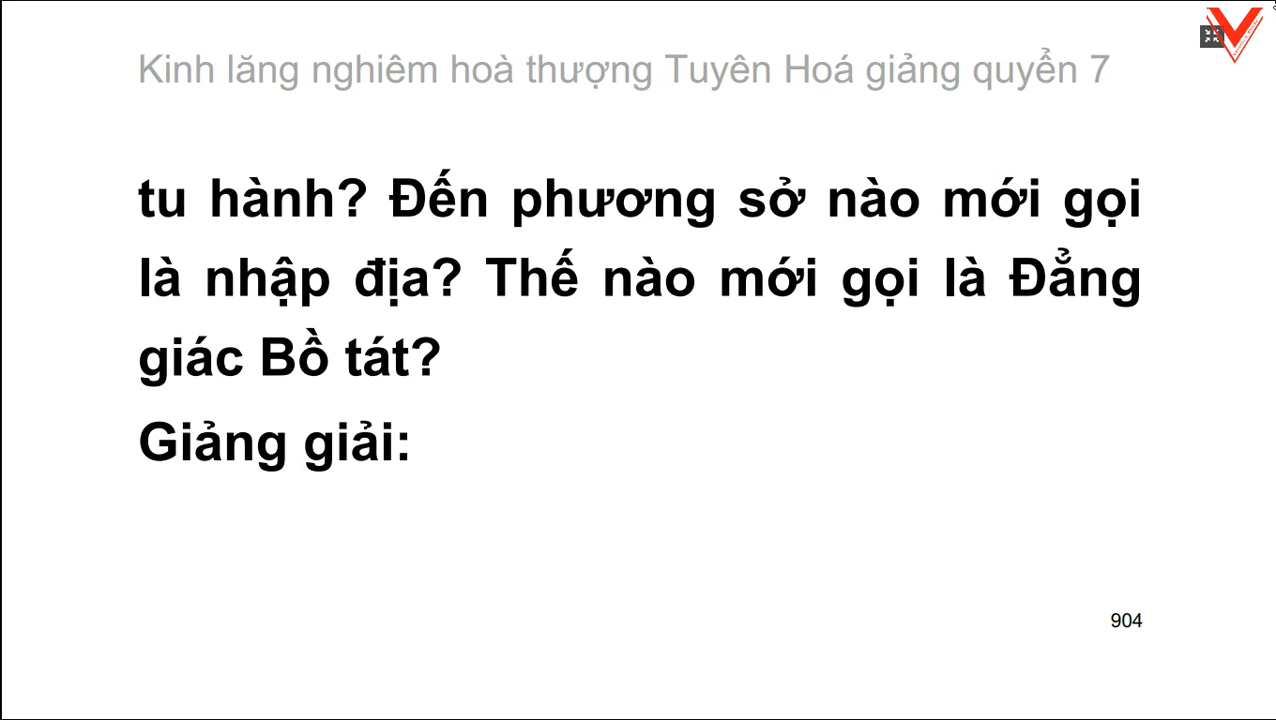 Kinh lăng nghiêm hoà thượng Tuyên Hoá giảng quyển 7
tu hành? Đến phương sở nào mới gọi
là nhập địa? Thế nào mới gọi là Đẳng
giác Bồ tát?
Giảng giải:
904